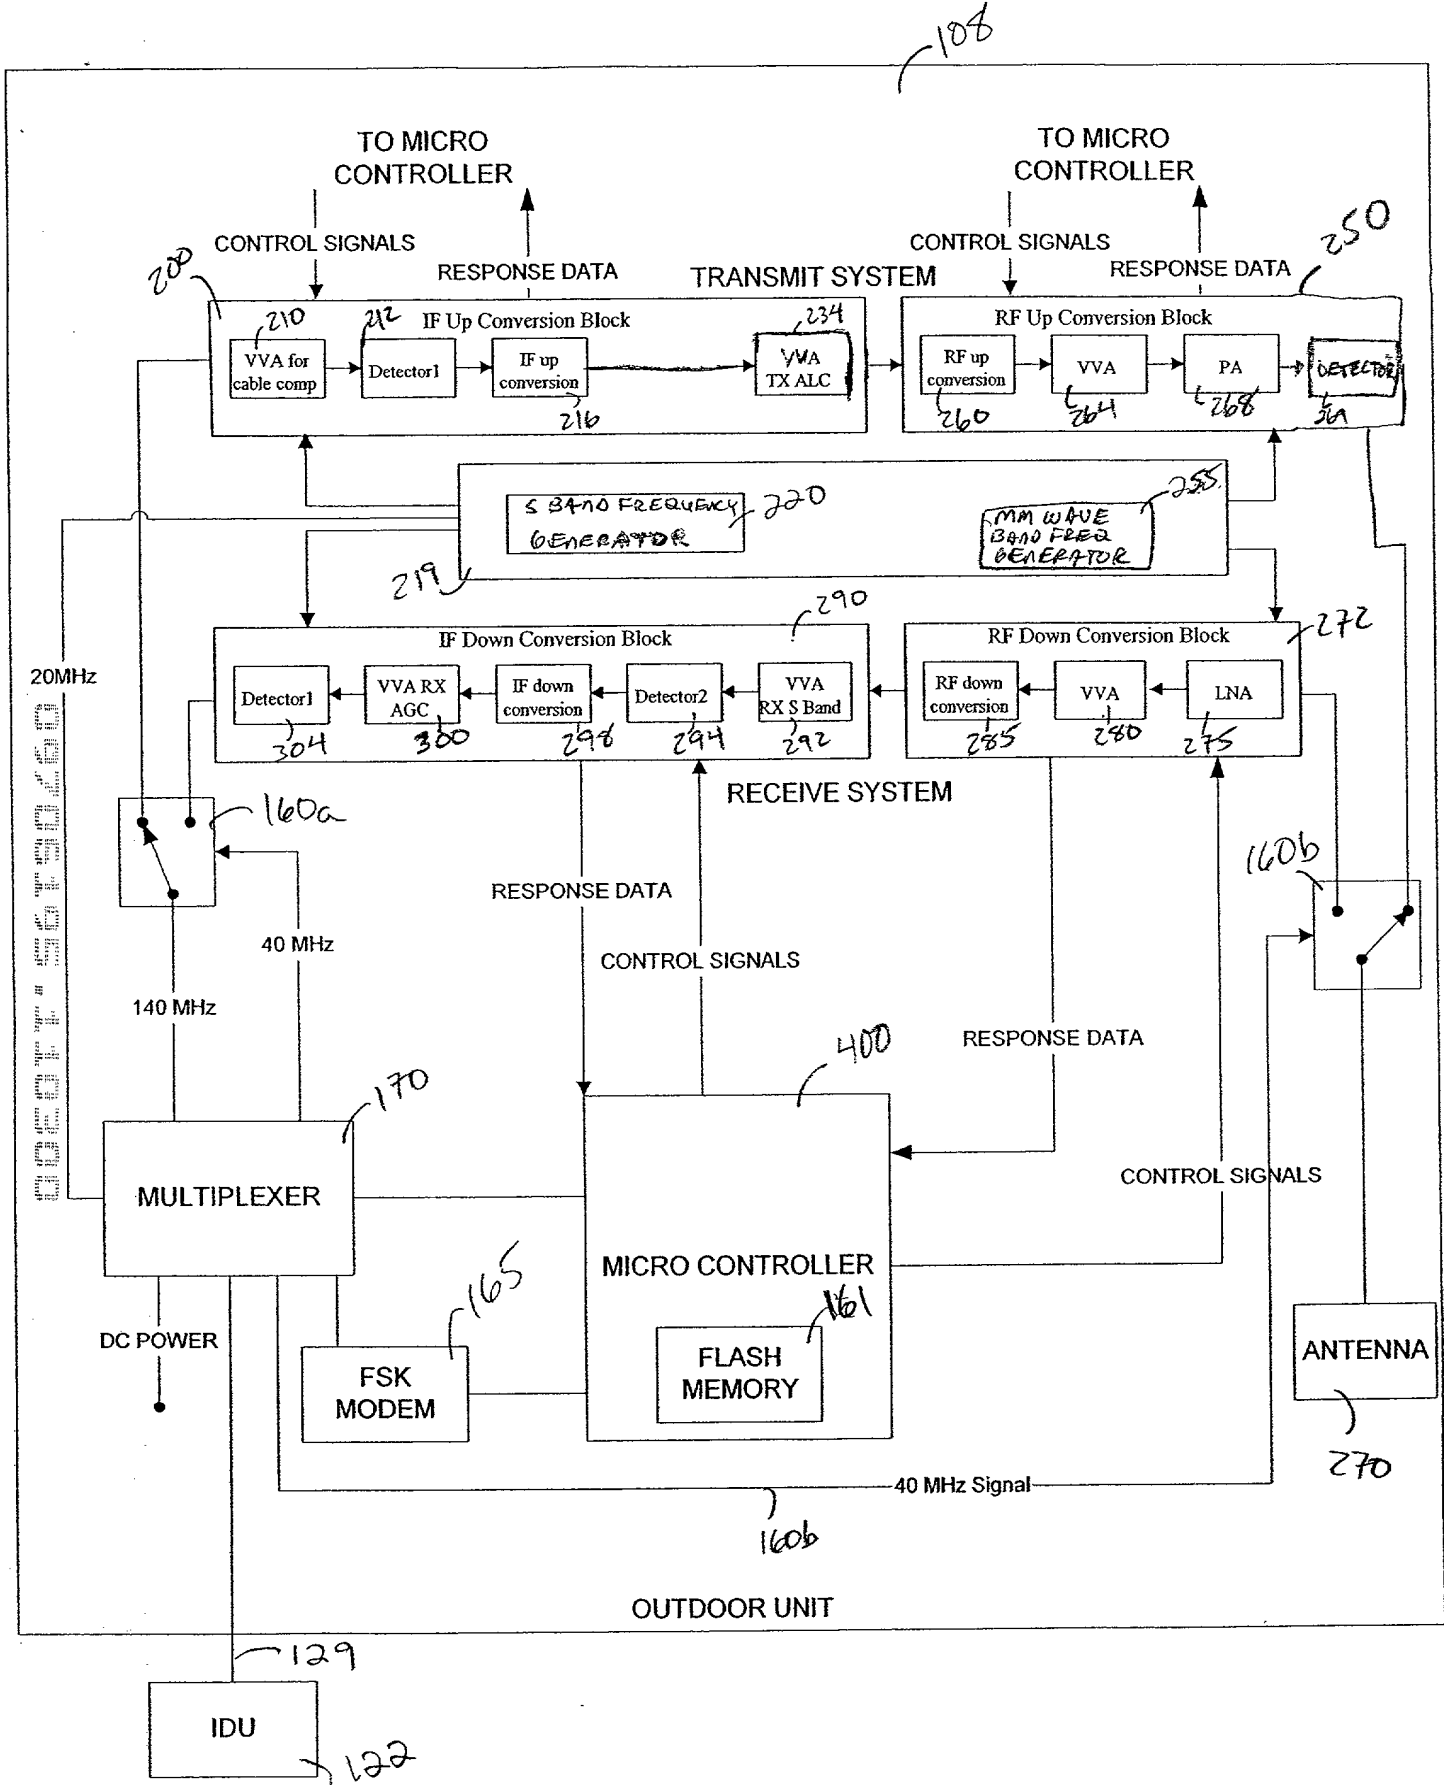 108
TO MICRO
CONTROLLER
TO MICRO
CONTROLLER
CONTROL SIGNALS
RESPONSE DATA
CONTROL SIGNALS
RESPONSE DATA
250
200
TRANSMIT SYSTEM
IF Up Conversion Block
210
VVA for
cable comp
212
Detector1
IF up
conversion
216
234
VVA
TX ALC
RF Up Conversion Block
RF up
conversion
260
VVA
264
PA
268
DETECTOR
269
S BAND FREQUENCY
GENERATOR
220
MM WAVE
BAND FREQ
GENERATOR
255
219
290
IF Down Conversion Block
Detector1
304
VVA RX
AGC
300
IF down
conversion
298
Detector2
294
VVA
RX S Band
292
RF Down Conversion Block
272
RF down
conversion
285
VVA
280
LNA
275
20MHz
RECEIVE SYSTEM
160a
160b
RESPONSE DATA
CONTROL SIGNALS
40 MHz
140 MHz
RESPONSE DATA
CONTROL SIGNALS
170
MULTIPLEXER
400
MICRO CONTROLLER
161
FLASH
MEMORY
165
FSK
MODEM
DC POWER
ANTENNA
270
40 MHz Signal
160b
OUTDOOR UNIT
129
IDU
122